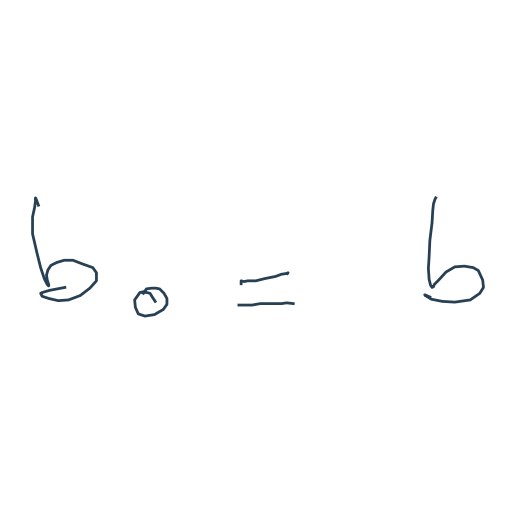 b₀ = b